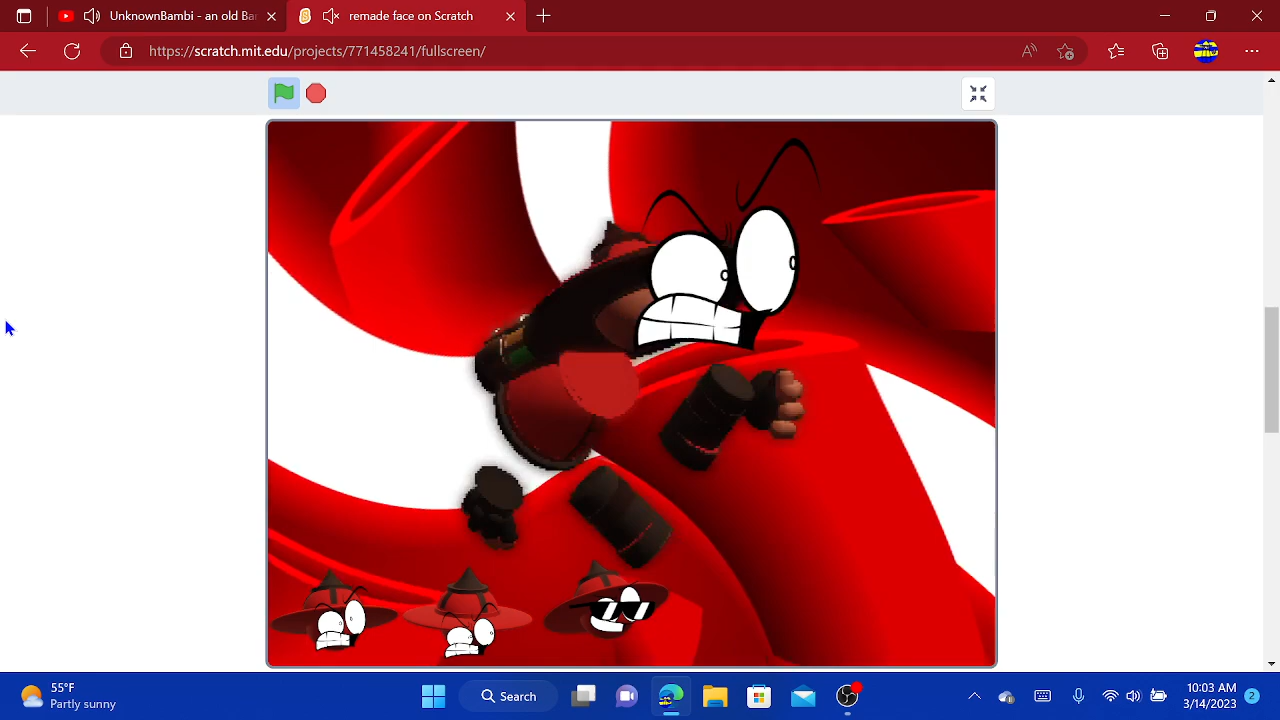 UnknownBambi - an old Ba
remade face on Scratch
https://scratch.mit.edu/projects/771458241/fullscreen/
55°F
Partly sunny
Search
10:03 AM
3/14/2023
2